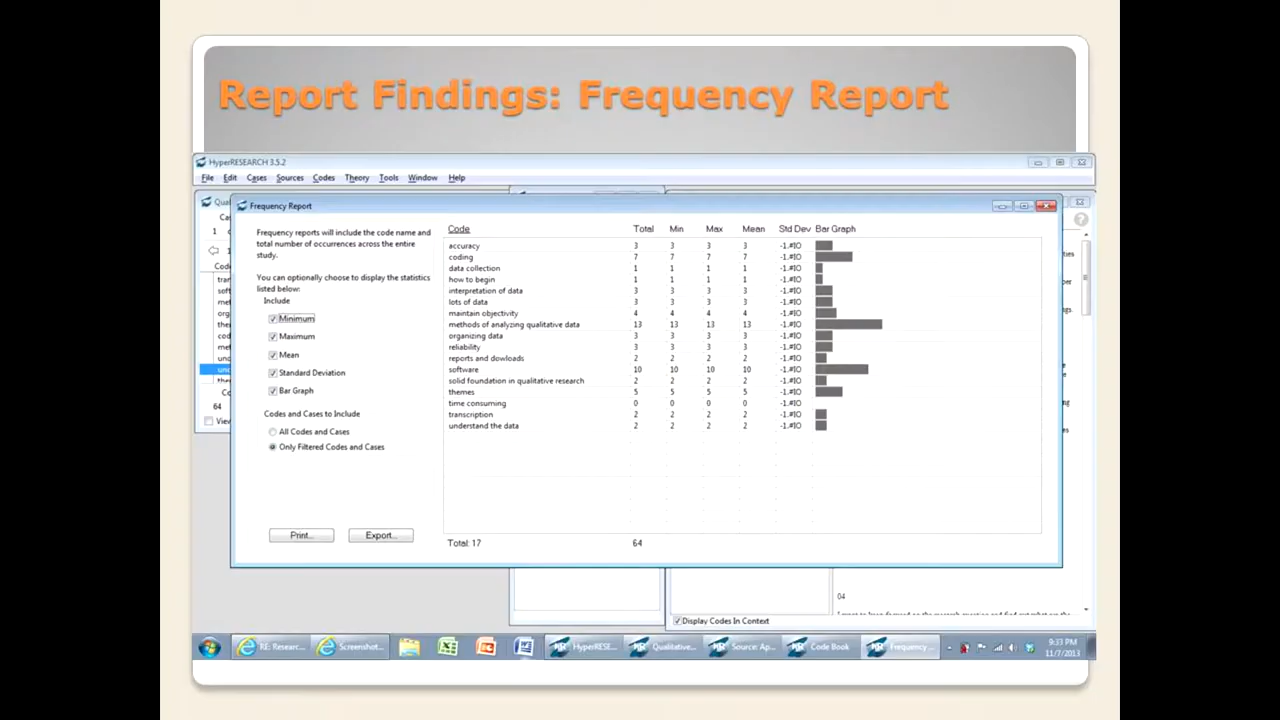 Report Findings: Frequency Report
HyperRESEARCH 3.5.2
File Edit Cases Sources Codes Theory Tools Window Help
Frequency Report
Frequency reports will include the code name and
total number of occurrences across the entire
study.
You can optionally choose to display the statistics
listed below:
Include
Minimum
Maximum
Mean
Standard Deviation
Bar Graph
Codes and Cases to Include
All Codes and Cases
Only Filtered Codes and Cases
Print... Export...
Code Total Min Max Mean Std Dev Bar Graph
accuracy 3 3 3 3 -1.#IO
coding 7 7 7 7 -1.#IO
data collection 1 1 1 1 -1.#IO
how to begin 1 1 1 1 -1.#IO
interpretation of data 3 3 3 3 -1.#IO
lots of data 3 3 3 3 -1.#IO
maintain objectivity 4 4 4 4 -1.#IO
methods of analyzing qualitative data 13 13 13 13 -1.#IO
organizing data 3 3 3 3 -1.#IO
reliability 3 3 3 3 -1.#IO
reports and dowloads 2 2 2 2 -1.#IO
software 10 10 10 10 -1.#IO
solid foundation in qualitative research 2 2 2 2 -1.#IO
themes 5 5 5 5 -1.#IO
time consuming 0 0 0 0 -1.#IO
transcription 2 2 2 2 -1.#IO
understand the data 2 2 2 2 -1.#IO
Total: 17 64
64
04
Display Codes In Context
RE: Researc... Screenshot... HyperRESE... Qualitative... Source: Ap... Code Book Frequency ...
9:33 PM
11/7/2013